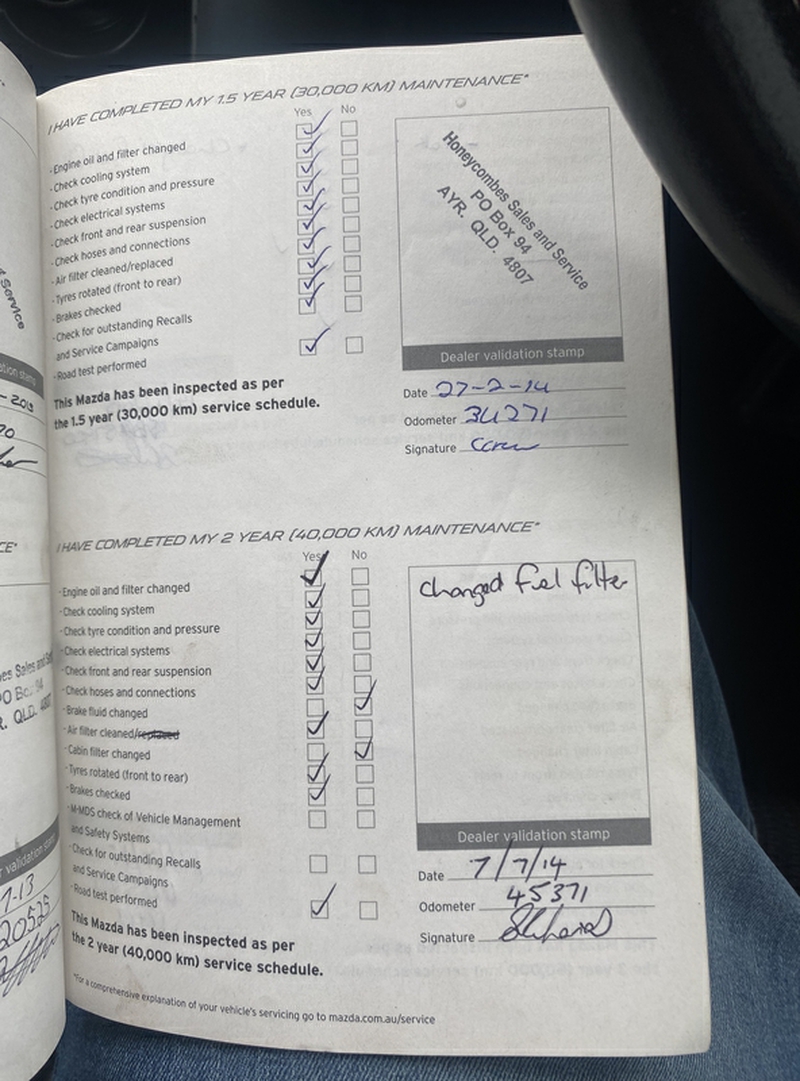 I HAVE COMPLETED MY 1.5 YEAR (30,000 KM) MAINTENANCE*
Yes No
- Engine oil and filter changed
- Check cooling system
- Check tyre condition and pressure
- Check electrical systems
- Check front and rear suspension
- Check hoses and connections
- Air filter cleaned/replaced
- Tyres rotated (front to rear)
- Brakes checked
- Check for outstanding Recalls
and Service Campaigns
- Road test performed
This Mazda has been inspected as per
the 1.5 year (30,000 km) service schedule.
Honeycombes Sales and Service
PO Box 94
AYR. QLD. 4807
Dealer validation stamp
Date 27-2-14
Odometer 34271
Signature
I HAVE COMPLETED MY 2 YEAR (40,000 KM) MAINTENANCE*
Yes No
- Engine oil and filter changed
- Check cooling system
- Check tyre condition and pressure
- Check electrical systems
- Check front and rear suspension
- Check hoses and connections
- Brake fluid changed
- Air filter cleaned/replaced
- Cabin filter changed
- Tyres rotated (front to rear)
- Brakes checked
- M-MDS check of Vehicle Management
and Safety Systems
- Check for outstanding Recalls
and Service Campaigns
- Road test performed
This Mazda has been inspected as per
the 2 year (40,000 km) service schedule.
changed fuel filter
Dealer validation stamp
Date 7/7/14
Odometer 45371
Signature
*For a comprehensive explanation of your vehicle's servicing go to mazda.com.au/service